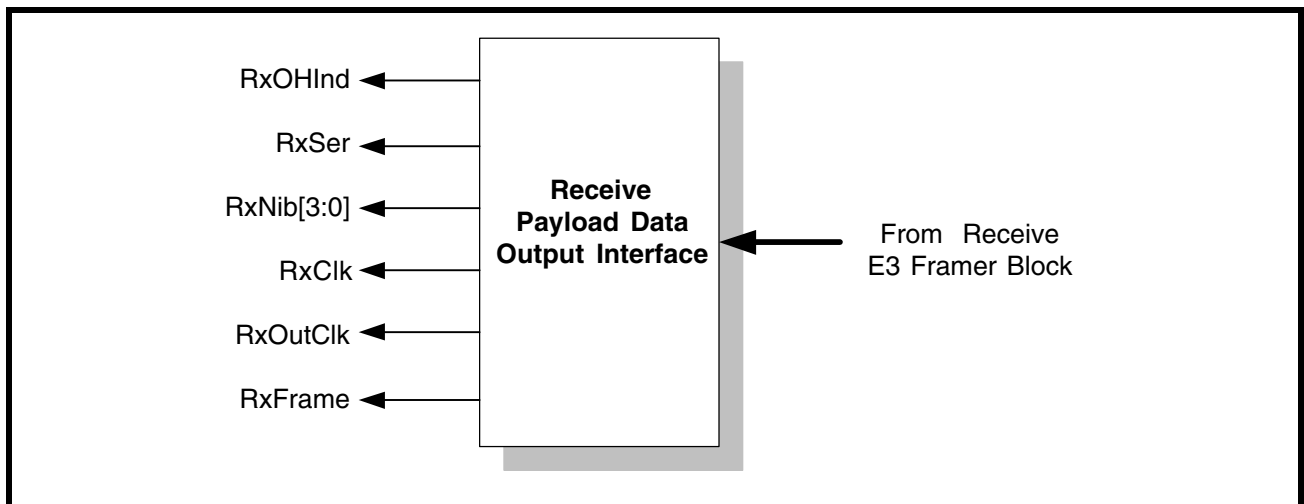 RxOHInd
RxSer
RxNib[3:0]
RxClk
RxOutClk
RxFrame
Receive
Payload Data
Output Interface
From Receive
E3 Framer Block